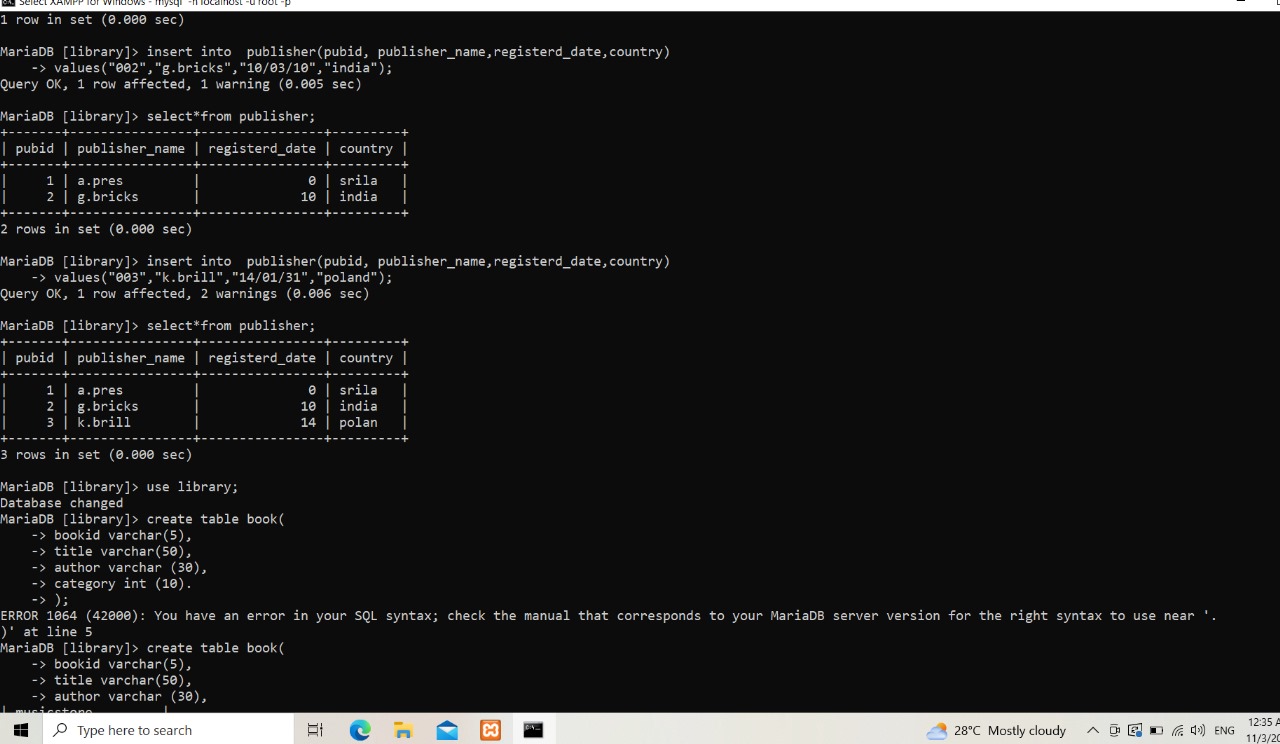 Select XAMPP for Windows - mysql -h localhost -u root -p
1 row in set (0.000 sec)
MariaDB [library]> insert into  publisher(pubid, publisher_name,registerd_date,country)
    -> values("002","g.bricks","10/03/10","india");
Query OK, 1 row affected, 1 warning (0.005 sec)
MariaDB [library]> select*from publisher;
+-------+----------------+----------------+---------+
| pubid | publisher_name | registerd_date | country |
+-------+----------------+----------------+---------+
|     1 | a.pres         |              0 | srila   |
|     2 | g.bricks       |             10 | india   |
+-------+----------------+----------------+---------+
2 rows in set (0.000 sec)
MariaDB [library]> insert into  publisher(pubid, publisher_name,registerd_date,country)
    -> values("003","k.brill","14/01/31","poland");
Query OK, 1 row affected, 2 warnings (0.006 sec)
MariaDB [library]> select*from publisher;
+-------+----------------+----------------+---------+
| pubid | publisher_name | registerd_date | country |
+-------+----------------+----------------+---------+
|     1 | a.pres         |              0 | srila   |
|     2 | g.bricks       |             10 | india   |
|     3 | k.brill        |             14 | polan   |
+-------+----------------+----------------+---------+
3 rows in set (0.000 sec)
MariaDB [library]> use library;
Database changed
MariaDB [library]> create table book(
    -> bookid varchar(5),
    -> title varchar(50),
    -> author varchar (30),
    -> category int (10).
    -> );
ERROR 1064 (42000): You have an error in your SQL syntax; check the manual that corresponds to your MariaDB server version for the right syntax to use near '.
)' at line 5
MariaDB [library]> create table book(
    -> bookid varchar(5),
    -> title varchar(50),
    -> author varchar (30),
| musicstore         |
Type here to search
28°C Mostly cloudy
ENG
12:35 A
11/3/20